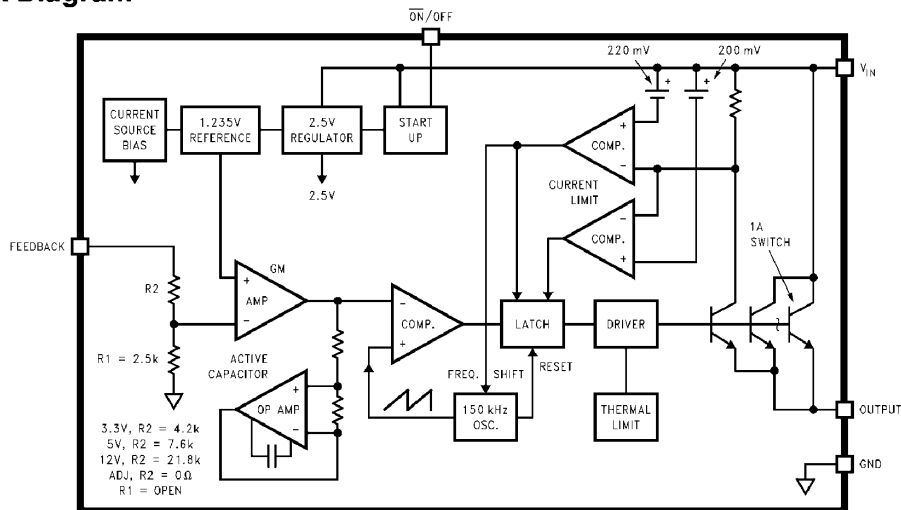 ON/OFF
220 mV
200 mV
VIN
CURRENT
SOURCE
BIAS
1.235V
REFERENCE
2.5V
REGULATOR
START
UP
+
+
+
COMP.
-
2.5V
CURRENT
LIMIT
-
COMP.
+
1A
SWITCH
FEEDBACK
R2
GM
+
AMP
-
-
COMP.
+
LATCH
DRIVER
R1 = 2.5k
ACTIVE
CAPACITOR
FREQ. SHIFT
RESET
+
OP AMP
-
150 kHz
OSC.
THERMAL
LIMIT
OUTPUT
3.3V, R2 = 4.2k
5V, R2 = 7.6k
12V, R2 = 21.8k
ADJ, R2 = 0Ω
R1 = OPEN
GND